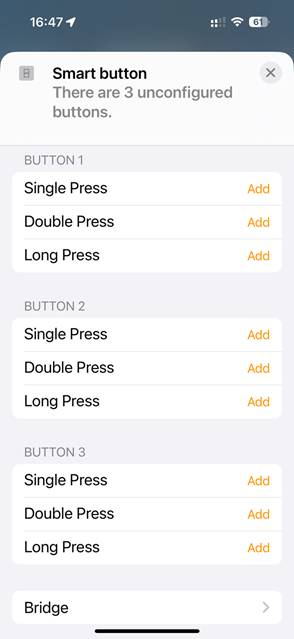 16:47
61
Smart button
There are 3 unconfigured
buttons.
BUTTON 1
Single Press Add
Double Press Add
Long Press Add
BUTTON 2
Single Press Add
Double Press Add
Long Press Add
BUTTON 3
Single Press Add
Double Press Add
Long Press Add
Bridge